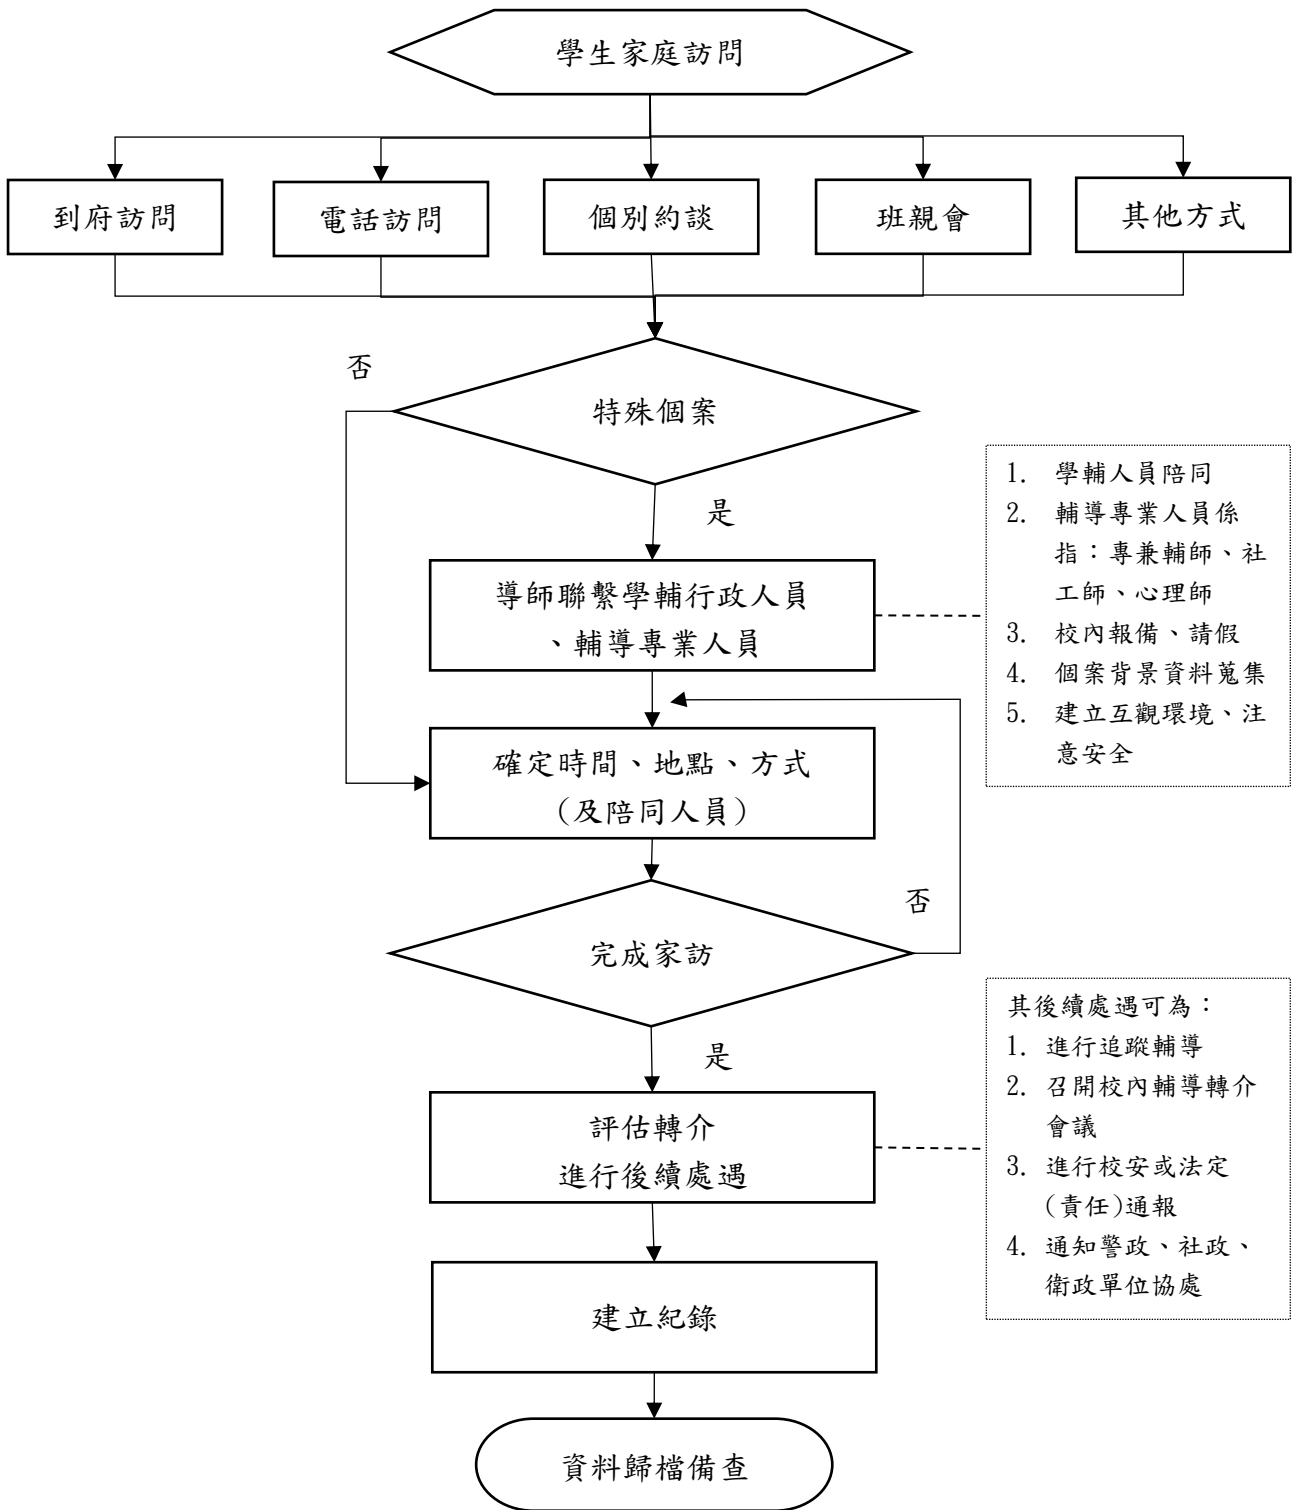 學生家庭訪問
到府訪問
電話訪問
個別約談
班親會
其他方式
否
特殊個案
是
導師聯繫學輔行政人員
、輔導專業人員
1. 學輔人員陪同
2. 輔導專業人員係
指：專兼輔師、社
工師、心理師
3. 校內報備、請假
4. 個案背景資料蒐集
5. 建立互觀環境、注
意安全
確定時間、地點、方式
(及陪同人員)
否
完成家訪
是
評估轉介
進行後續處遇
其後續處遇可為：
1. 進行追蹤輔導
2. 召開校內輔導轉介
會議
3. 進行校安或法定
(責任)通報
4. 通知警政、社政、
衛政單位協處
建立紀錄
資料歸檔備查